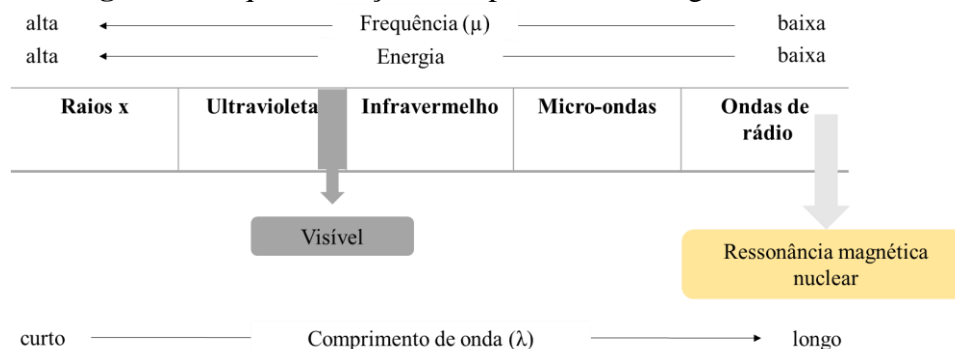 alta Frequência (µ) baixa
alta Energia baixa
Raios x Ultravioleta Infravermelho Micro-ondas Ondas de
rádio
Visível
Ressonância magnética
nuclear
curto Comprimento de onda (λ) longo